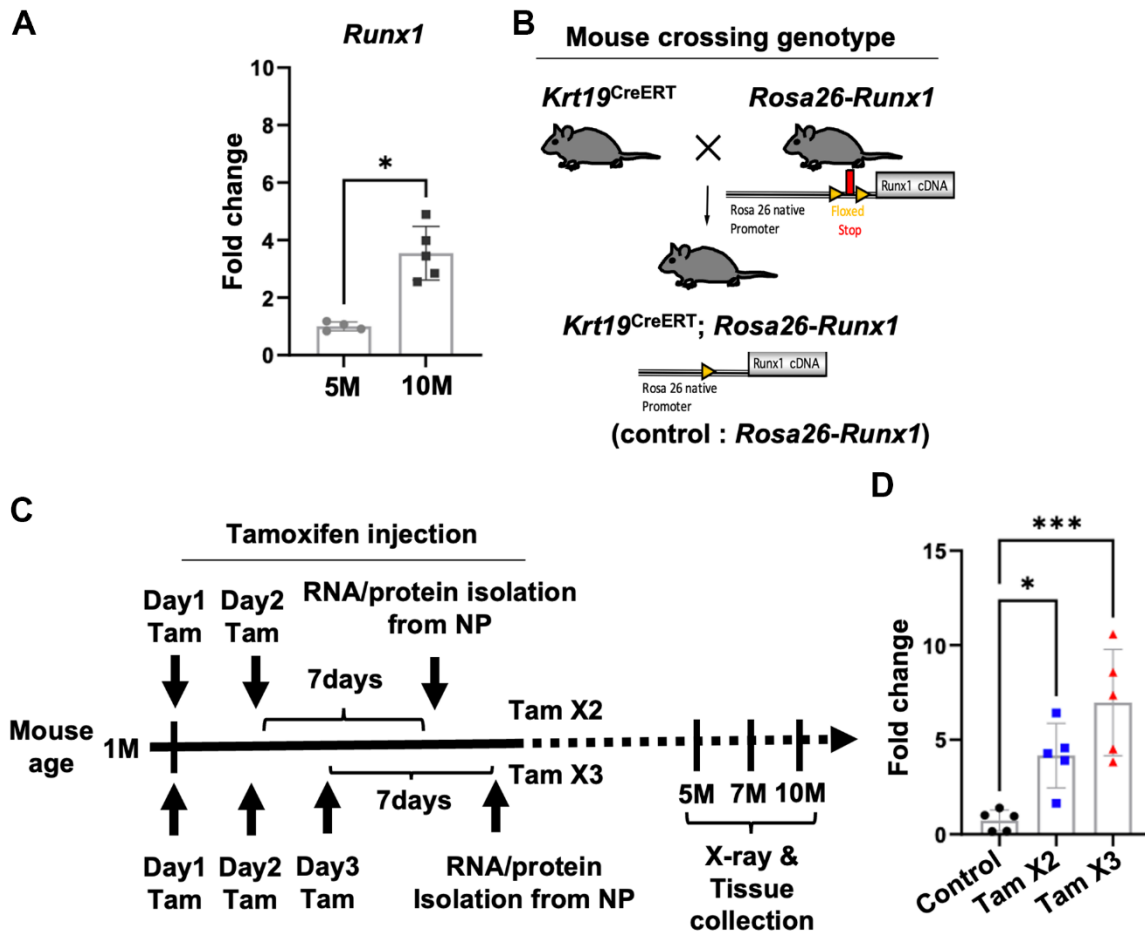 A
Runx1
10
8
6
4
2
0
Fold change
*
5M
10M
B
Mouse crossing genotype
Krt19CreERT
Rosa26-Runx1
Runx1 cDNA
Rosa 26 native
Promoter
Floxed
Stop
Krt19CreERT; Rosa26-Runx1
Runx1 cDNA
Rosa 26 native
Promoter
(control : Rosa26-Runx1)
C
Tamoxifen injection
Day1
Tam
Day2
Tam
RNA/protein isolation
from NP
7days
Tam X2
Mouse
age
1M
Tam X3
7days
5M
7M
10M
Day1
Tam
Day2
Tam
Day3
Tam
RNA/protein
Isolation from NP
X-ray &
Tissue
collection
D
***
*
15
10
5
0
Fold change
Control
Tam X2
Tam X3